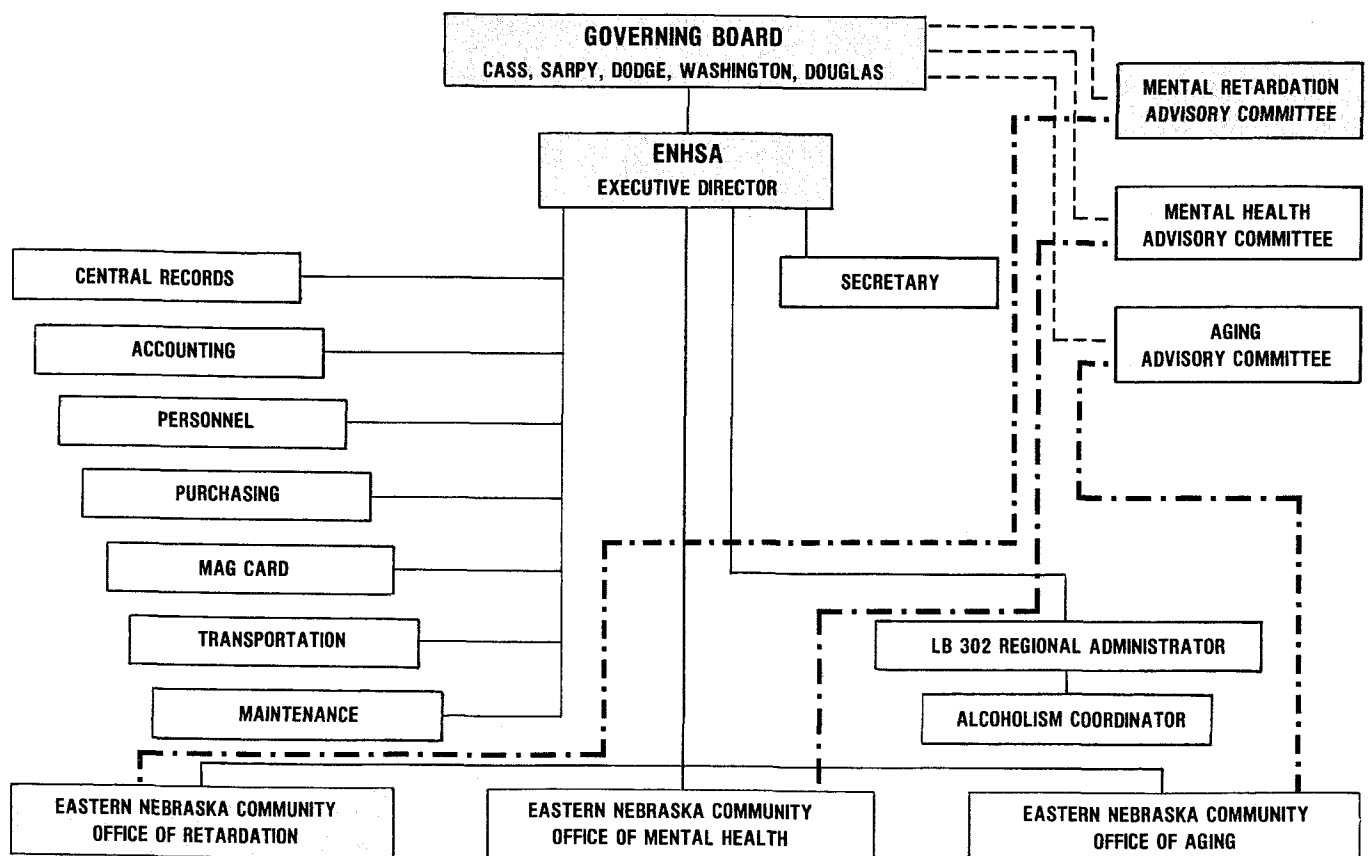 GOVERNING BOARD
CASS, SARPY, DODGE, WASHINGTON, DOUGLAS
MENTAL RETARDATION
ADVISORY COMMITTEE
ENHSA
EXECUTIVE DIRECTOR
MENTAL HEALTH
ADVISORY COMMITTEE
CENTRAL RECORDS
SECRETARY
ACCOUNTING
AGING
ADVISORY COMMITTEE
PERSONNEL
PURCHASING
MAG CARD
TRANSPORTATION
LB 302 REGIONAL ADMINISTRATOR
MAINTENANCE
ALCOHOLISM COORDINATOR
EASTERN NEBRASKA COMMUNITY
OFFICE OF RETARDATION
EASTERN NEBRASKA COMMUNITY
OFFICE OF MENTAL HEALTH
EASTERN NEBRASKA COMMUNITY
OFFICE OF AGING